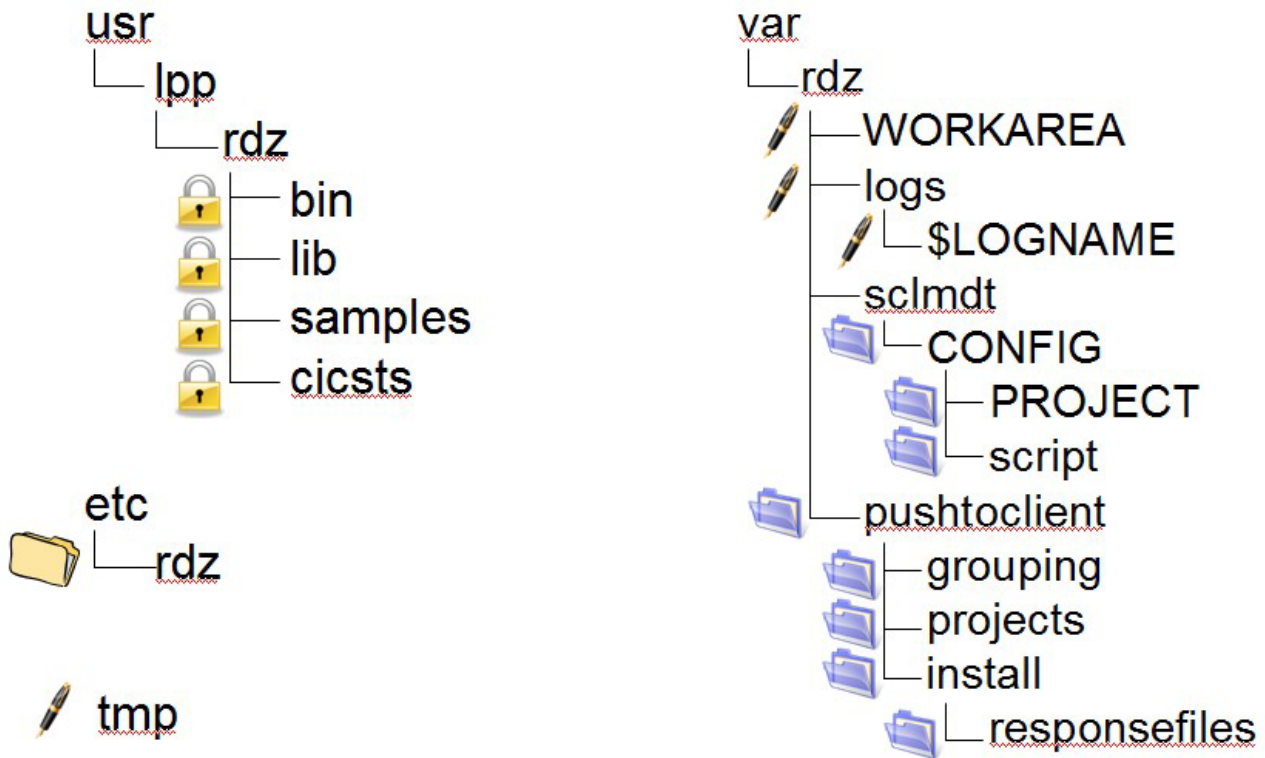 usr
lpp
rdz
bin
lib
samples
cicsts
etc
rdz
tmp
var
rdz
WORKAREA
logs
$LOGNAME
sclmdt
CONFIG
PROJECT
script
pushtoclient
grouping
projects
install
responsefiles